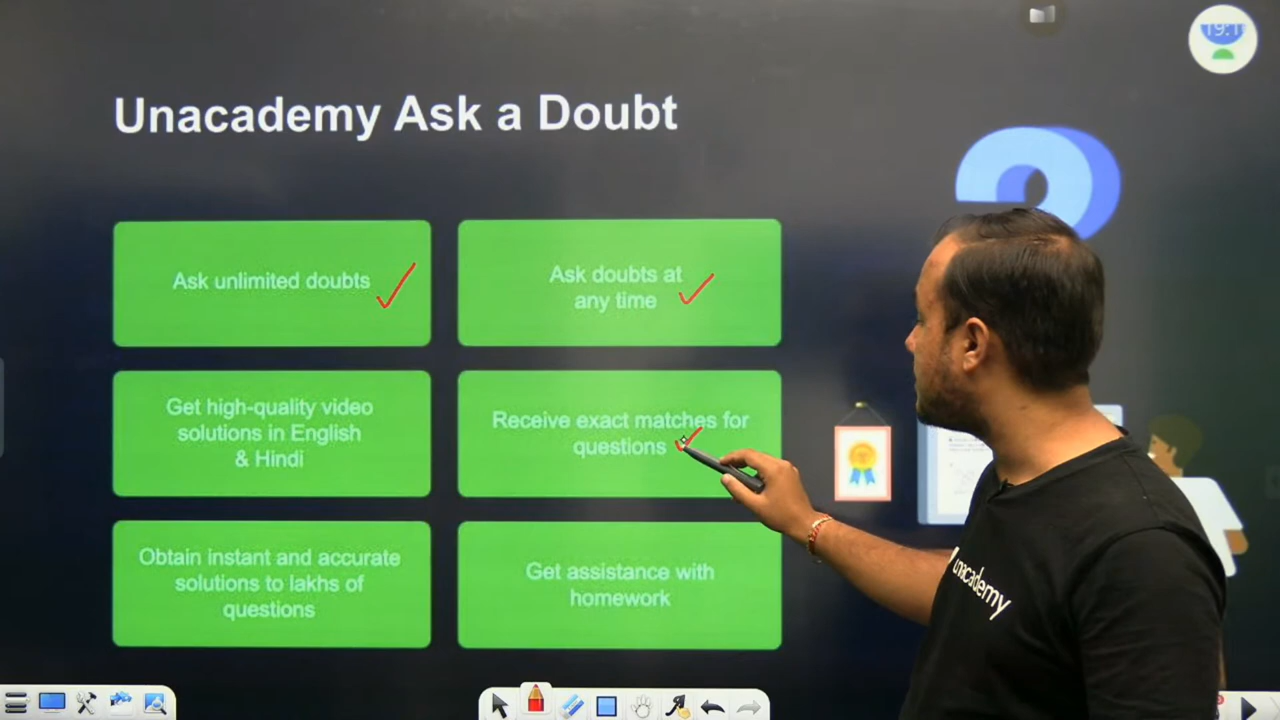 Unacademy Ask a Doubt
Ask unlimited doubts
Ask doubts at
any time
Get high-quality video
solutions in English
& Hindi
Receive exact matches for
questions
Obtain instant and accurate
solutions to lakhs of
questions
Get assistance with
homework
unacademy